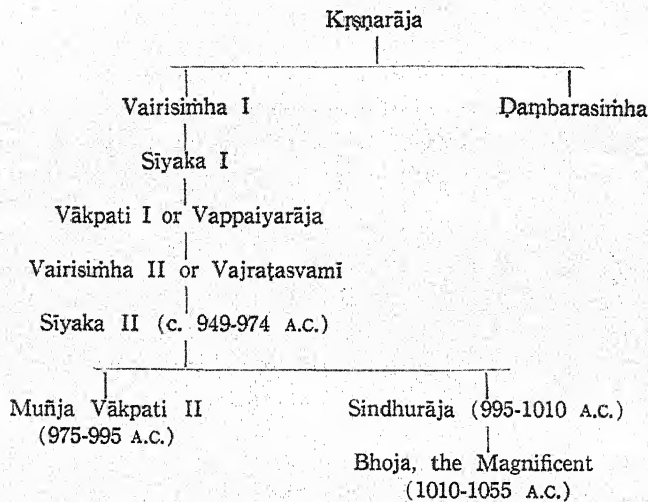 Kṛṣṇarāja
Vairisiṁha I Ḍaṃbarasiṁha
Sīyaka I
Vākpati I or Vappaiyarāja
Vairisiṁha II or Vajraṭasvamī
Sīyaka II (c. 949-974 A.C.)
Muñja Vākpati II Sindhurāja (995-1010 A.C.)
(975-995 A.C.)
Bhoja, the Magnificent
(1010-1055 A.C.)